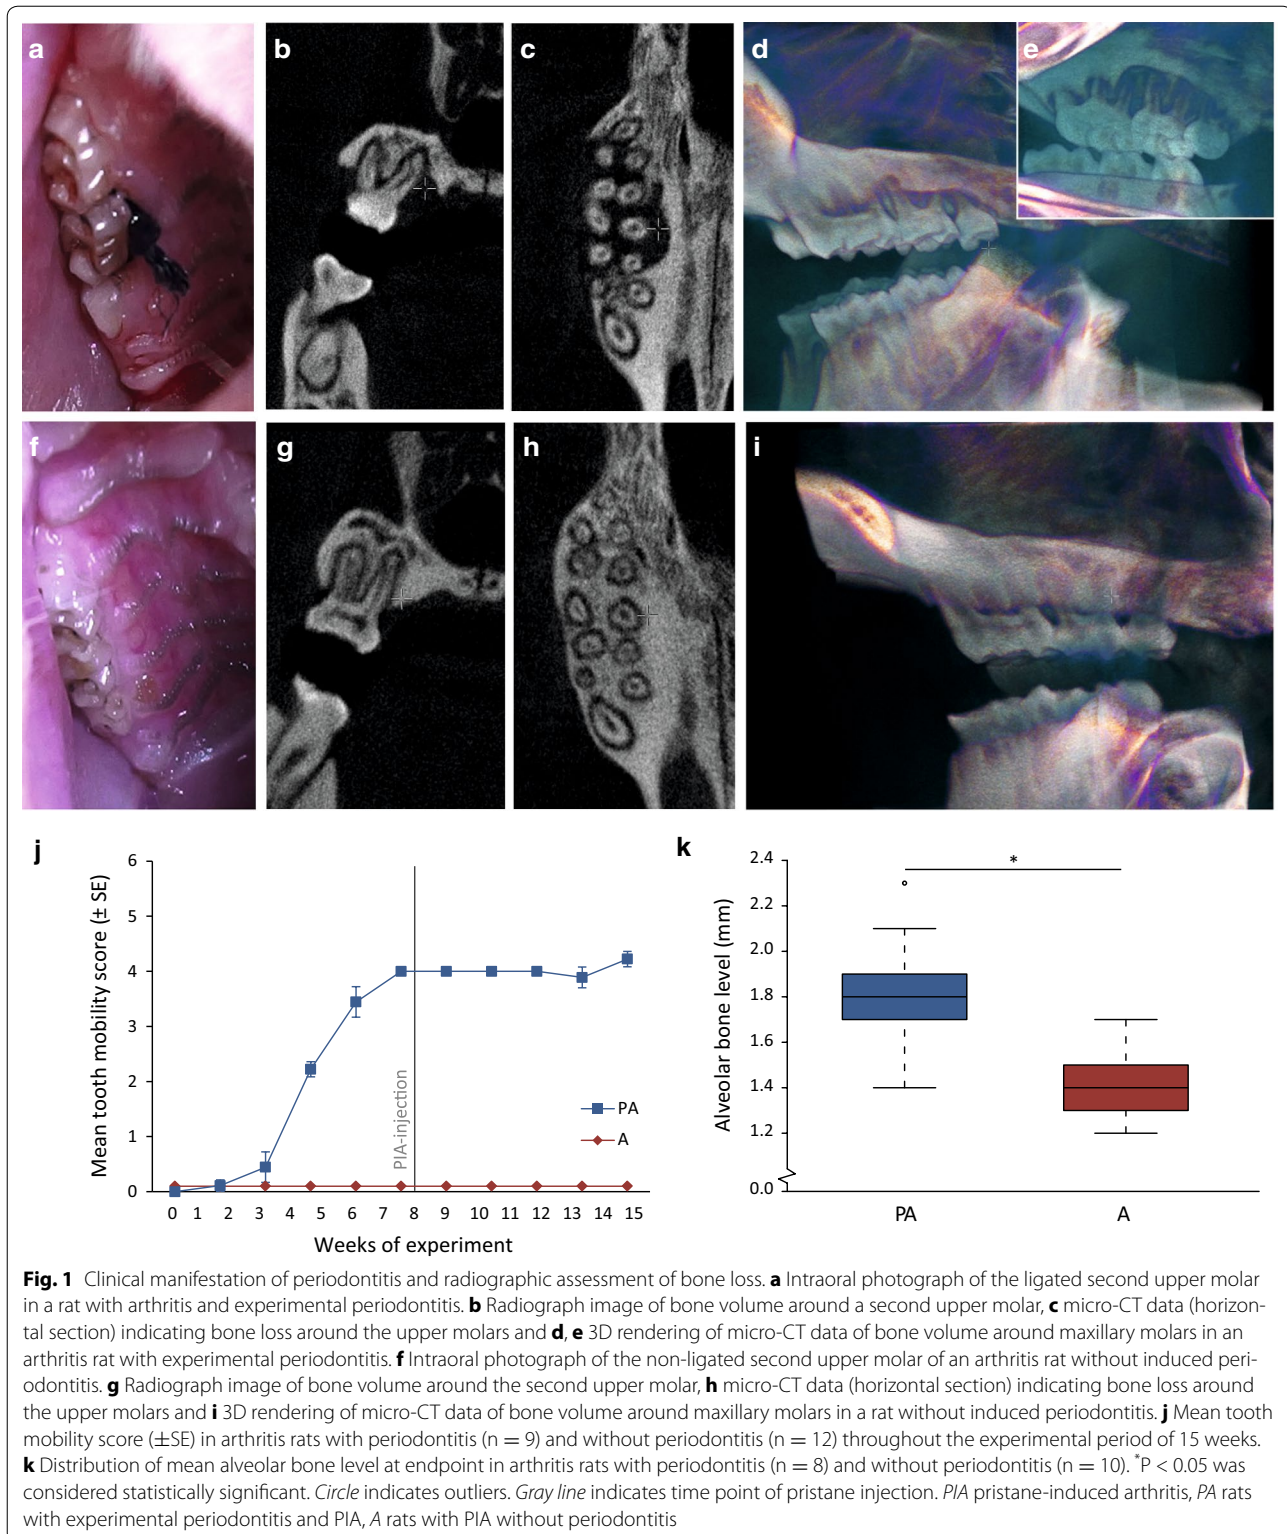 a
b
c
d
e
f
g
h
i
j
k
6
5
4
3
2
1
0
Mean tooth mobility score (± SE)
PIA-injection
PA
A
0 1 2 3 4 5 6 7 8 9 10 11 12 13 14 15
Weeks of experiment
2.4
2.2
2.0
1.8
1.6
1.4
1.2
0.0
Alveolar bone level (mm)
*
PA A
Fig. 1 Clinical manifestation of periodontitis and radiographic assessment of bone loss. a Intraoral photograph of the ligated second upper molar
in a rat with arthritis and experimental periodontitis. b Radiograph image of bone volume around a second upper molar, c micro-CT data (horizon-
tal section) indicating bone loss around the upper molars and d, e 3D rendering of micro-CT data of bone volume around maxillary molars in an
arthritis rat with experimental periodontitis. f Intraoral photograph of the non-ligated second upper molar of an arthritis rat without induced peri-
odontitis. g Radiograph image of bone volume around the second upper molar, h micro-CT data (horizontal section) indicating bone loss around
the upper molars and i 3D rendering of micro-CT data of bone volume around maxillary molars in a rat without induced periodontitis. j Mean tooth
mobility score (±SE) in arthritis rats with periodontitis (n = 9) and without periodontitis (n = 12) throughout the experimental period of 15 weeks.
k Distribution of mean alveolar bone level at endpoint in arthritis rats with periodontitis (n = 8) and without periodontitis (n = 10). *P < 0.05 was
considered statistically significant. Circle indicates outliers. Gray line indicates time point of pristane injection. PIA pristane-induced arthritis, PA rats
with experimental periodontitis and PIA, A rats with PIA without periodontitis